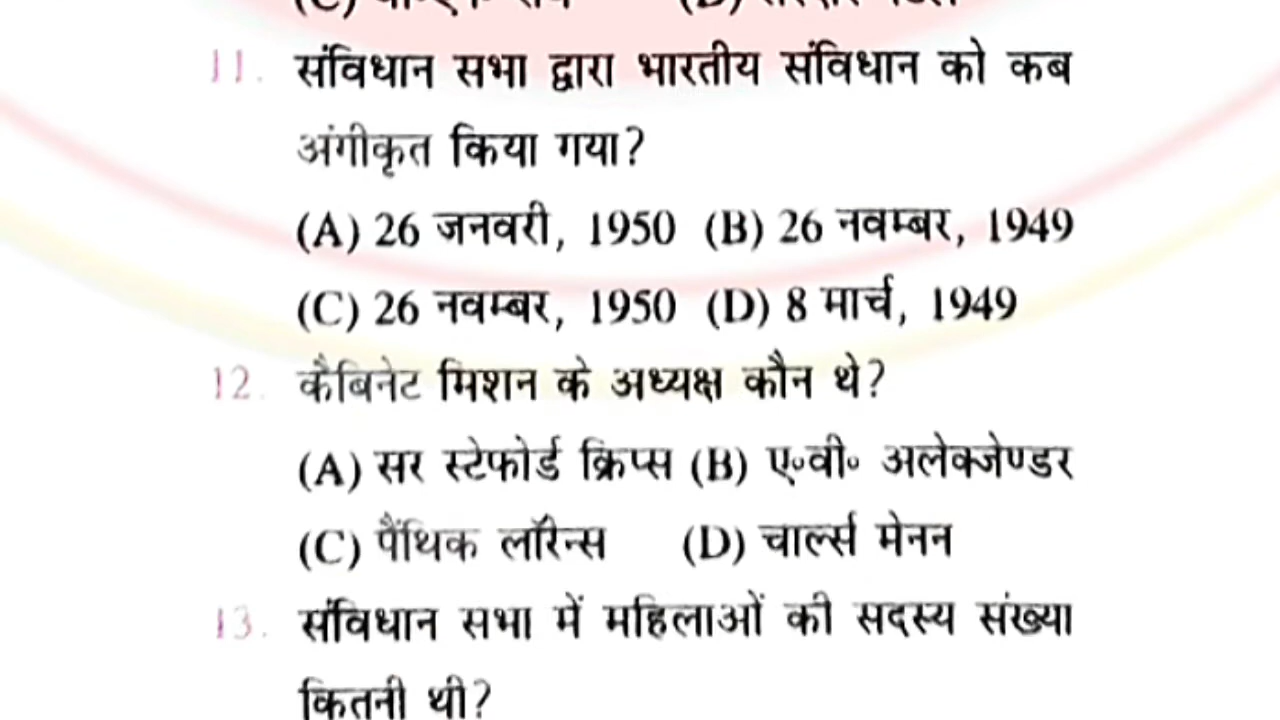 11. संविधान सभा द्वारा भारतीय संविधान को कब
अंगीकृत किया गया?
(A) 26 जनवरी, 1950 (B) 26 नवम्बर, 1949
(C) 26 नवम्बर, 1950 (D) 8 मार्च, 1949
12. कैबिनेट मिशन के अध्यक्ष कौन थे?
(A) सर स्टेफोर्ड क्रिप्स (B) ए॰वी॰ अलेक्जेण्डर
(C) पैंथिक लॉरेन्स (D) चार्ल्स मेनन
13. संविधान सभा में महिलाओं की सदस्य संख्या
कितनी थी?